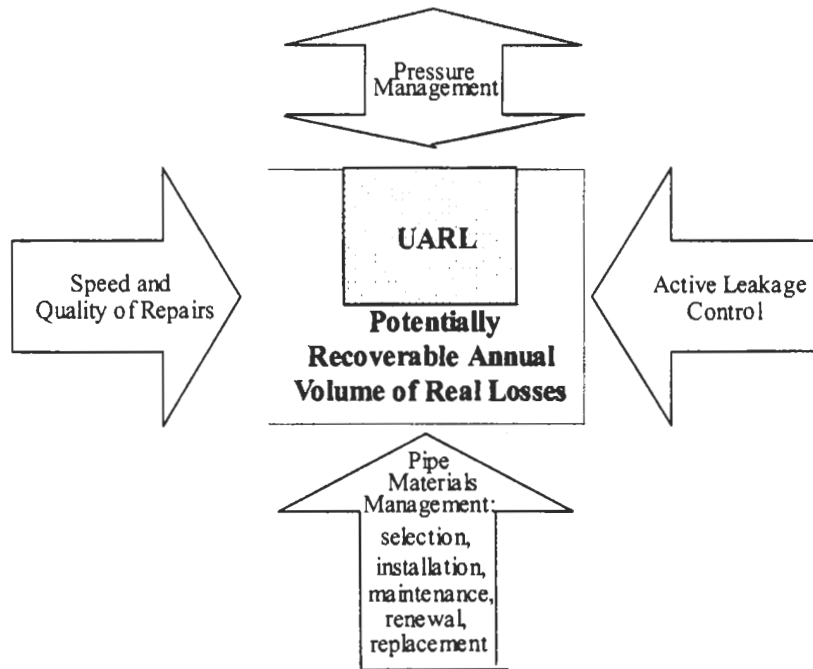 Pressure
Management
UARL
Potentially
Recoverable Annual
Volume of Real Losses
Speed and
Quality of Repairs
Active Leakage
Control
Pipe
Materials
Management:
selection,
installation,
maintenance,
renewal,
replacement